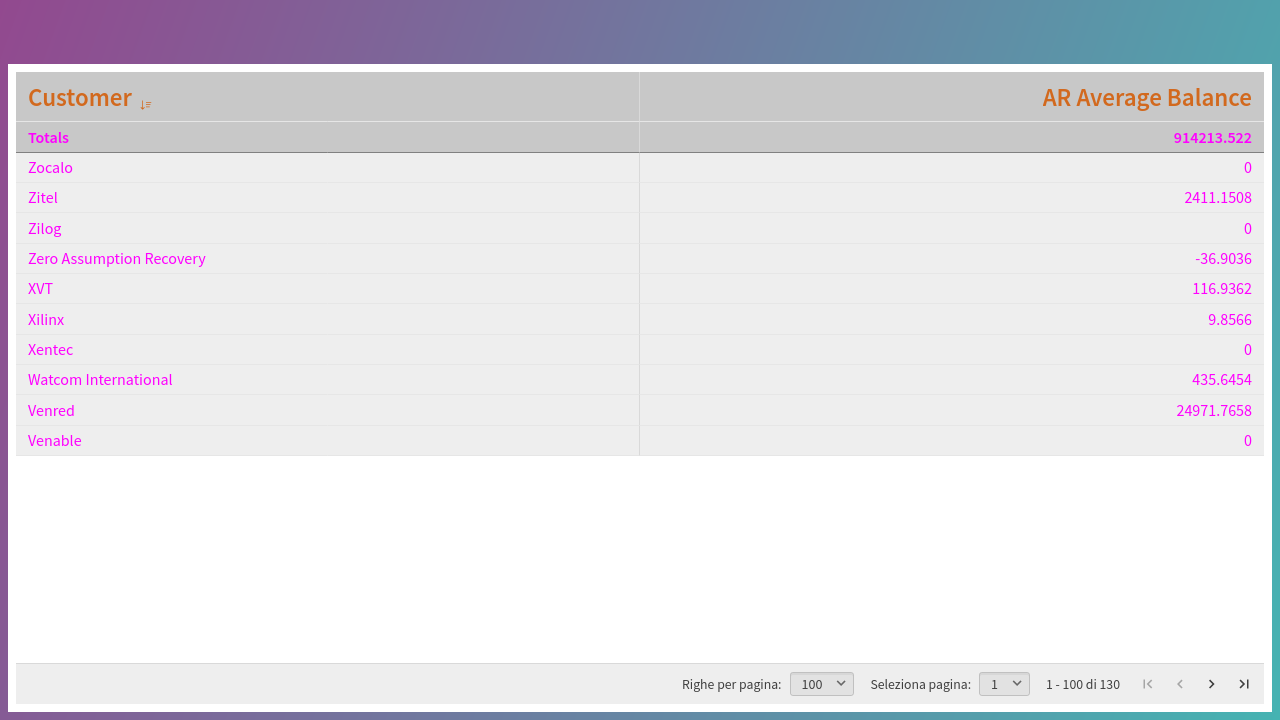 Customer AR Average Balance
Totals 914213.522
Zocalo 0
Zitel 2411.1508
Zilog 0
Zero Assumption Recovery -36.9036
XVT 116.9362
Xilinx 9.8566
Xentec 0
Watcom International 435.6454
Venred 24971.7658
Venable 0
Righe per pagina: 100 Seleziona pagina: 1 1 - 100 di 130